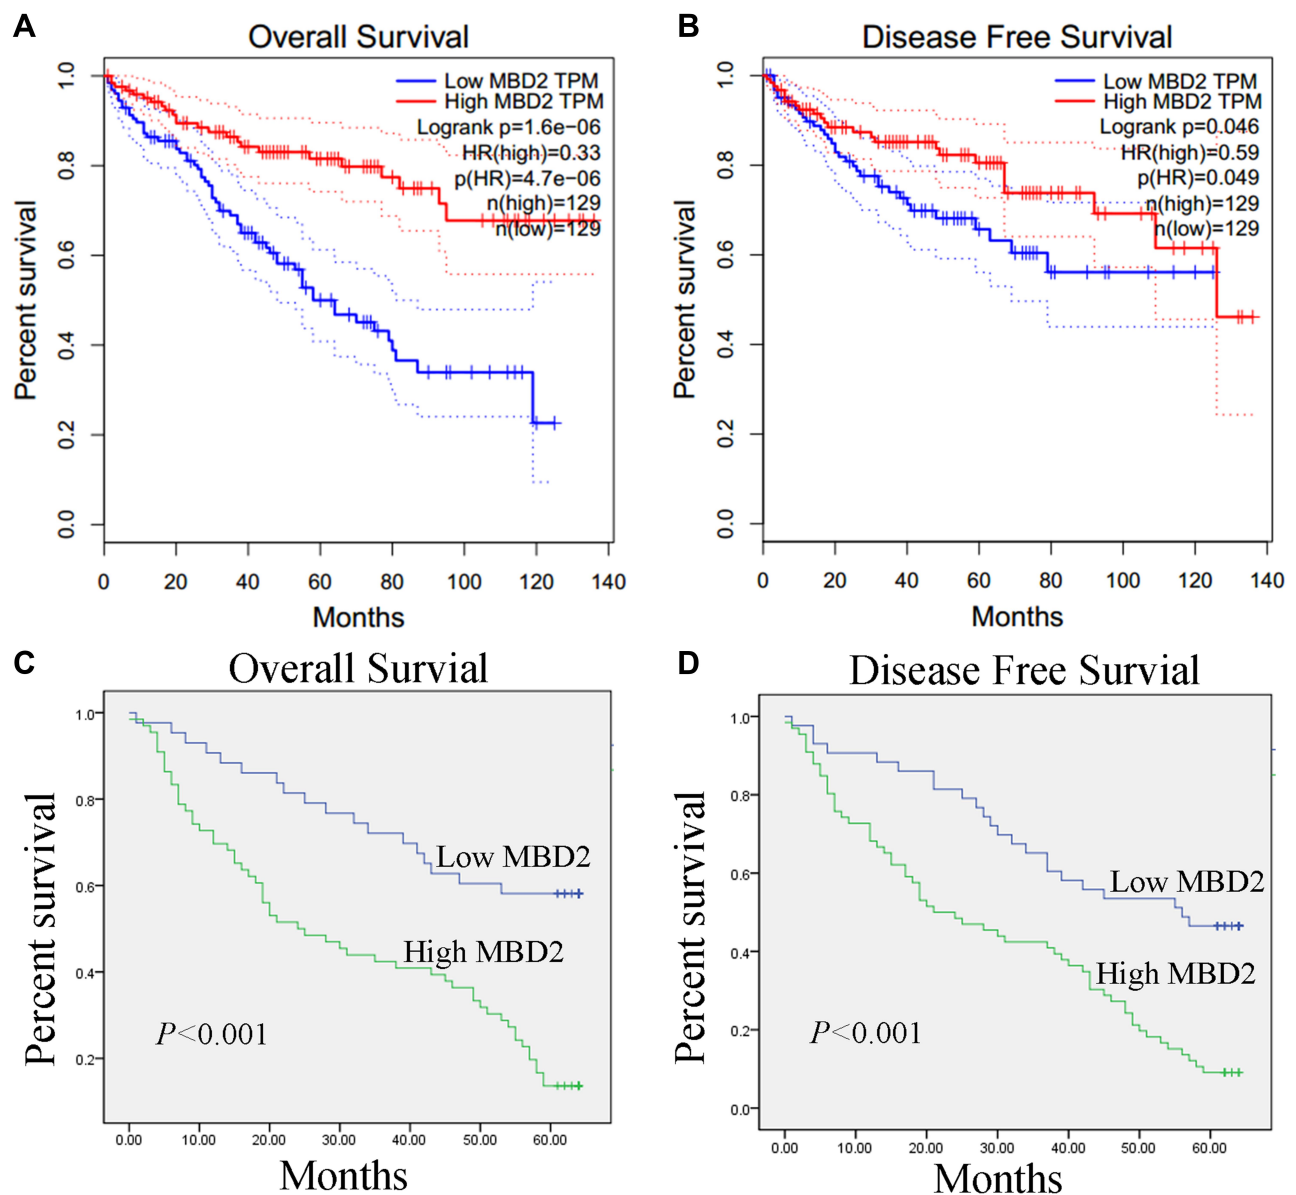 A
Overall Survival
Low MBD2 TPM
High MBD2 TPM
Logrank p=1.6e−06
HR(high)=0.33
p(HR)=4.7e−06
n(high)=129
n(low)=129
Percent survival
1.0
0.8
0.6
0.4
0.2
0.0
0 20 40 60 80 100 120 140
Months
B
Disease Free Survival
Low MBD2 TPM
High MBD2 TPM
Logrank p=0.046
HR(high)=0.59
p(HR)=0.049
n(high)=129
n(low)=129
Percent survival
1.0
0.8
0.6
0.4
0.2
0.0
0 20 40 60 80 100 120 140
Months
C
Overall Survial
Percent survival
1.0
0.8
0.6
0.4
0.2
Low MBD2
High MBD2
P<0.001
0.00 10.00 20.00 30.00 40.00 50.00 60.00
Months
D
Disease Free Survial
Percent survival
1.0
0.8
0.6
0.4
0.2
0.0
Low MBD2
High MBD2
P<0.001
0.00 10.00 20.00 30.00 40.00 50.00 60.00
Months